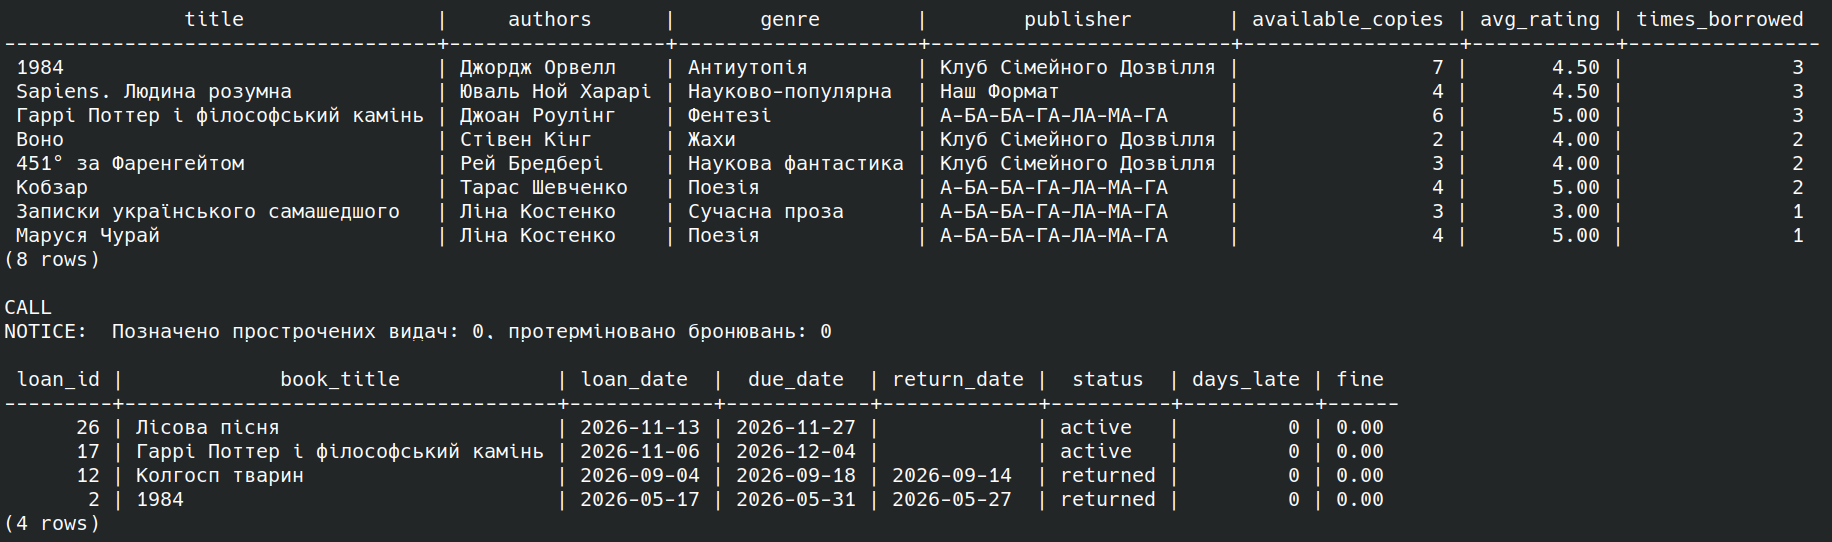 title | authors | genre | publisher | available_copies | avg_rating | times_borrowed
------------------------------------+------------------+--------------------+-------------------------+------------------+------------+----------------
1984 | Джордж Орвелл | Антиутопія | Клуб Сімейного Дозвілля | 7 | 4.50 | 3
Sapiens. Людина розумна | Юваль Ной Харарі | Науково-популярна | Наш Формат | 4 | 4.50 | 3
Гаррі Поттер і філософський камінь | Джоан Роулінг | Фентезі | А-БА-БА-ГА-ЛА-МА-ГА | 6 | 5.00 | 3
Воно | Стівен Кінг | Жахи | Клуб Сімейного Дозвілля | 2 | 4.00 | 2
451° за Фаренгейтом | Рей Бредбері | Наукова фантастика | Клуб Сімейного Дозвілля | 3 | 4.00 | 2
Кобзар | Тарас Шевченко | Поезія | А-БА-БА-ГА-ЛА-МА-ГА | 4 | 5.00 | 2
Записки українського самашедшого | Ліна Костенко | Сучасна проза | А-БА-БА-ГА-ЛА-МА-ГА | 3 | 3.00 | 1
Маруся Чурай | Ліна Костенко | Поезія | А-БА-БА-ГА-ЛА-МА-ГА | 4 | 5.00 | 1
(8 rows)
CALL
NOTICE:  Позначено прострочених видач: 0, протерміновано бронювань: 0
loan_id | book_title | loan_date | due_date | return_date | status | days_late | fine
---------+------------------------------------+------------+------------+-------------+----------+-----------+------
26 | Лісова пісня | 2026-11-13 | 2026-11-27 | | active | 0 | 0.00
17 | Гаррі Поттер і філософський камінь | 2026-11-06 | 2026-12-04 | | active | 0 | 0.00
12 | Колгосп тварин | 2026-09-04 | 2026-09-18 | 2026-09-14 | returned | 0 | 0.00
2 | 1984 | 2026-05-17 | 2026-05-31 | 2026-05-27 | returned | 0 | 0.00
(4 rows)